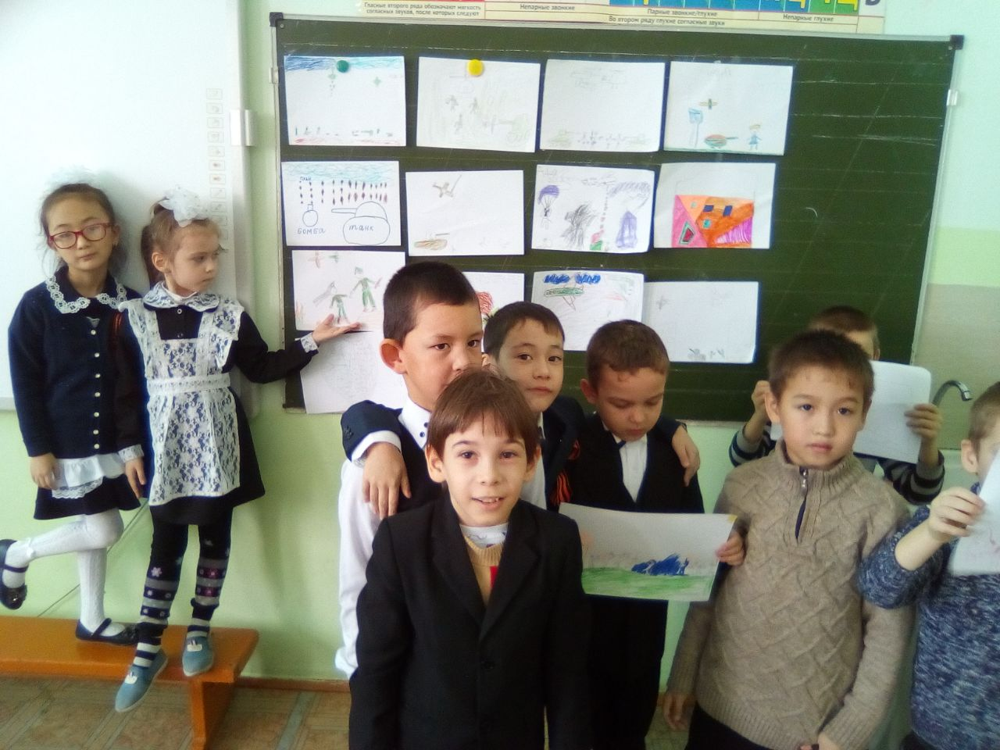 Гласные второго ряда обозначают мягкость
согласных звуков, после которых следуют
Непарные звонкие
Парные звонкие/глухие
Непарные глухие
Во втором ряду глухие согласные звуки
БОМБА
танк